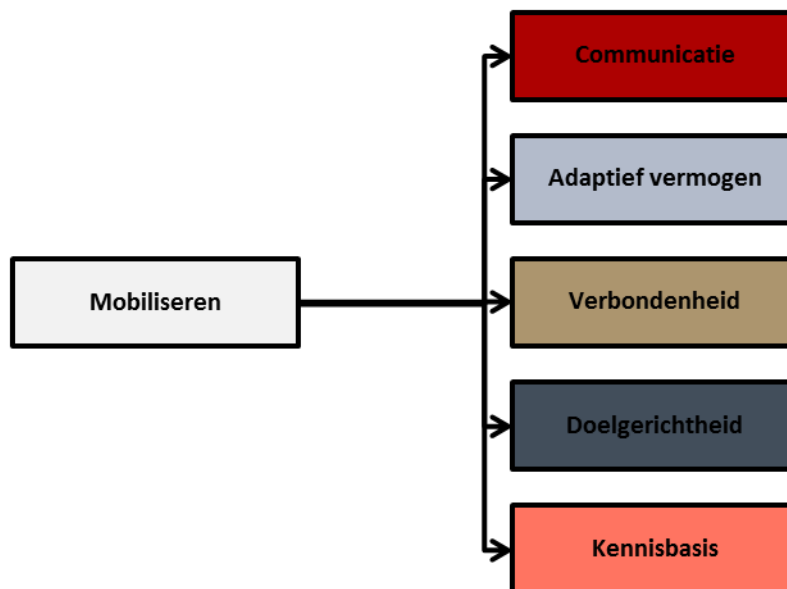 Communicatie
Adaptief vermogen
Mobiliseren
Verbondenheid
Doelgerichtheid
Kennisbasis